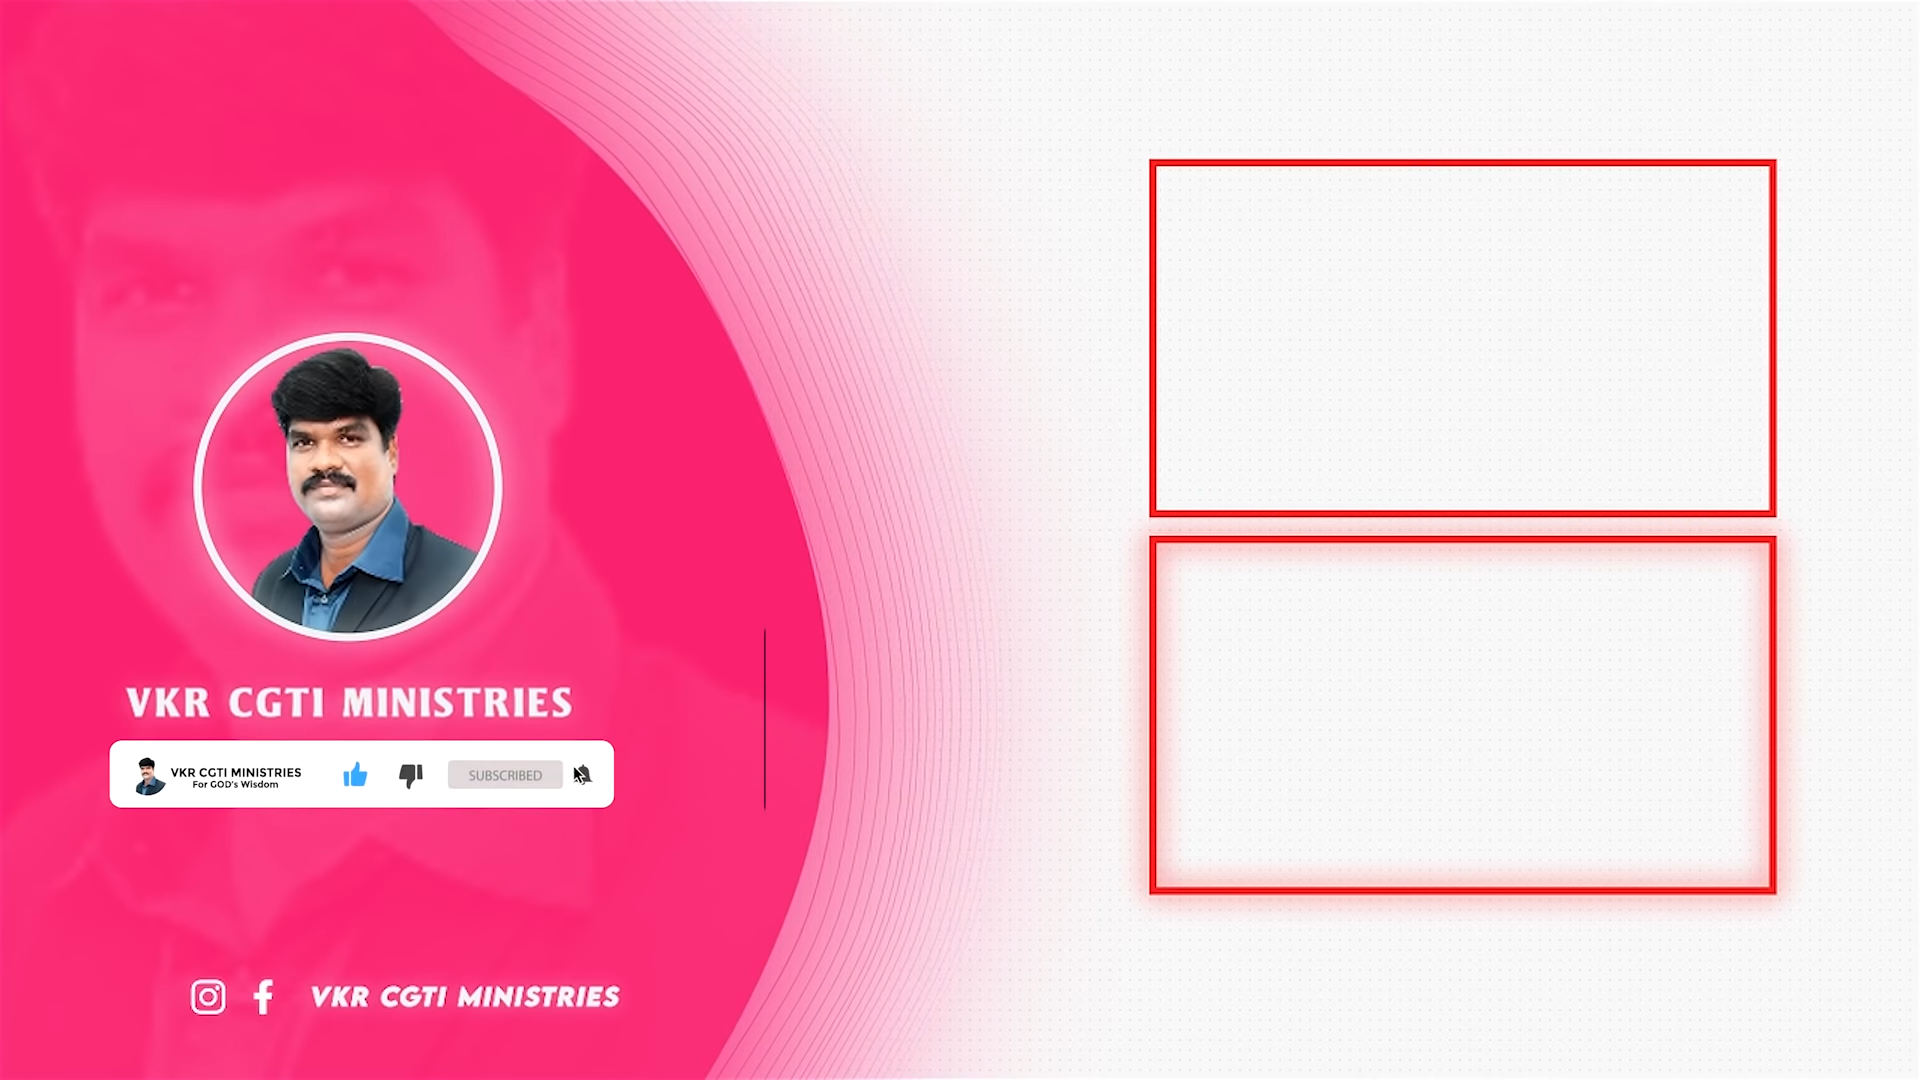 VKR CGTI MINISTRIES
VKR CGTI MINISTRIES
For GOD's Wisdom
SUBSCRIBED
VKR CGTI MINISTRIES